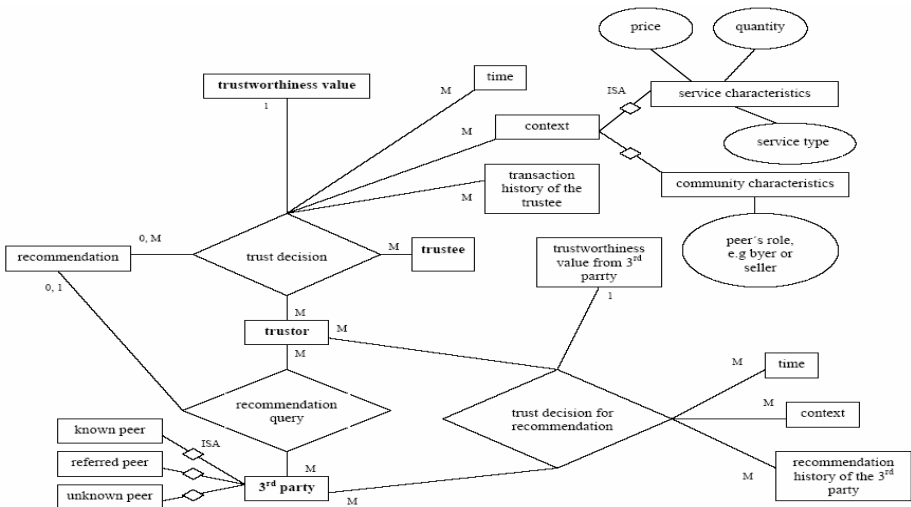 price
quantity
trustworthiness value
1
time
M
ISA
service characteristics
M
context
service type
transaction
history of the
trustee
M
community characteristics
0, M
recommendation
trust decision
M
trustee
trustworthiness
value from 3rd
parrty
1
peer's role,
e.g byer or
seller
0, 1
M
trustor
M
M
M
time
recommendation
query
trust decision for
recommendation
M
context
known peer
ISA
referred peer
unknown peer
M
3rd party
M
M
recommendation
history of the 3rd
party